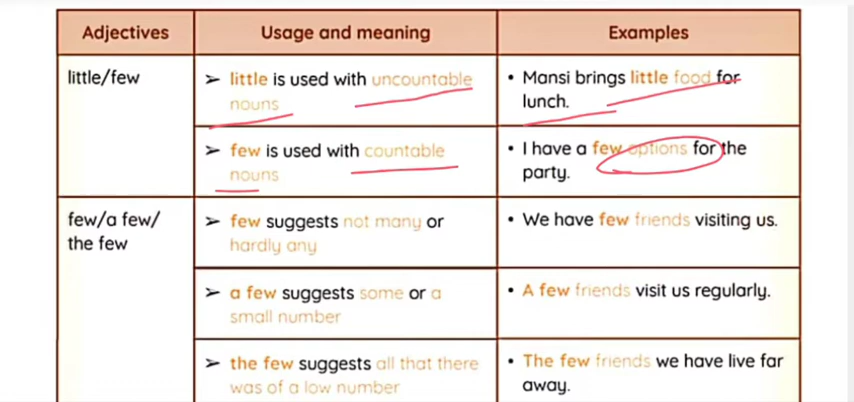 Adjectives
Usage and meaning
Examples
little/few
➢ little is used with uncountable
nouns
• Mansi brings little food for
lunch.
➢ few is used with countable
nouns
• I have a few options for the
party.
few/a few/
the few
➢ few suggests not many or
hardly any
• We have few friends visiting us.
➢ a few suggests some or a
small number
• A few friends visit us regularly.
➢ the few suggests all that there
was of a low number
• The few friends we have live far
away.